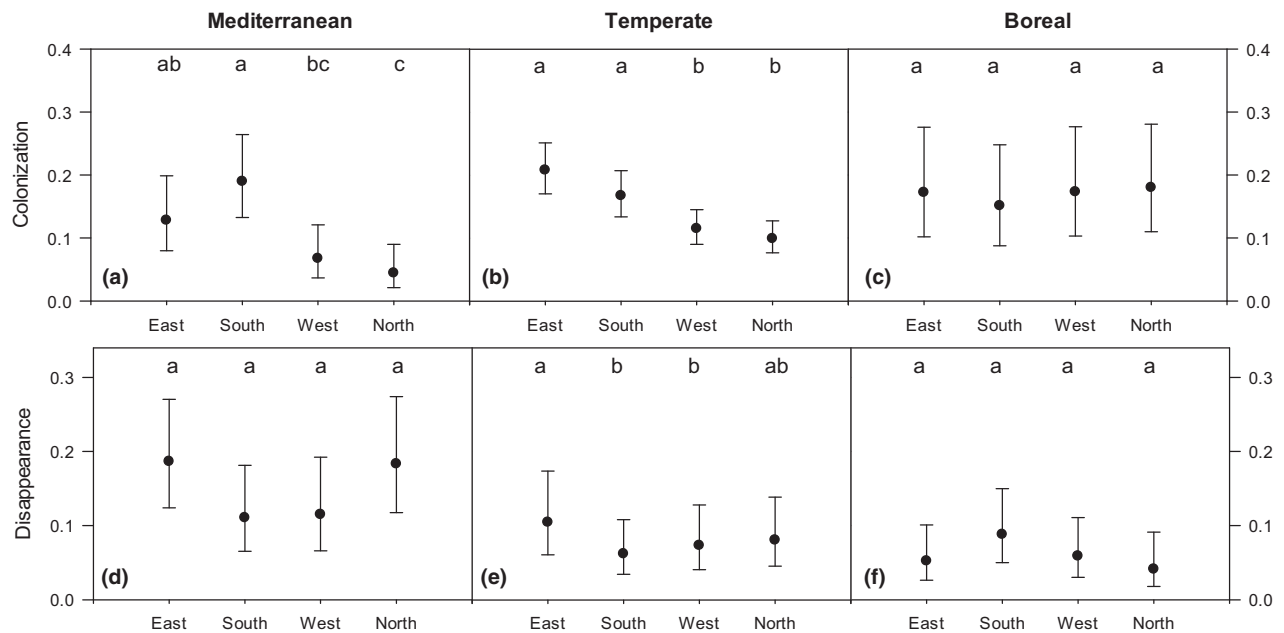 Mediterranean Temperate Boreal
0.4 ab a bc c a a b b a a a a 0.4
0.3 0.3
Colonization
0.2 0.2
0.1 0.1
(a) (b) (c)
0.0 0.0
East South West North East South West North East South West North
a a a a a b b ab a a a a
0.3 0.3
Disappearance
0.2 0.2
0.1 0.1
(d) (e) (f)
0.0 0.0
East South West North East South West North East South West North